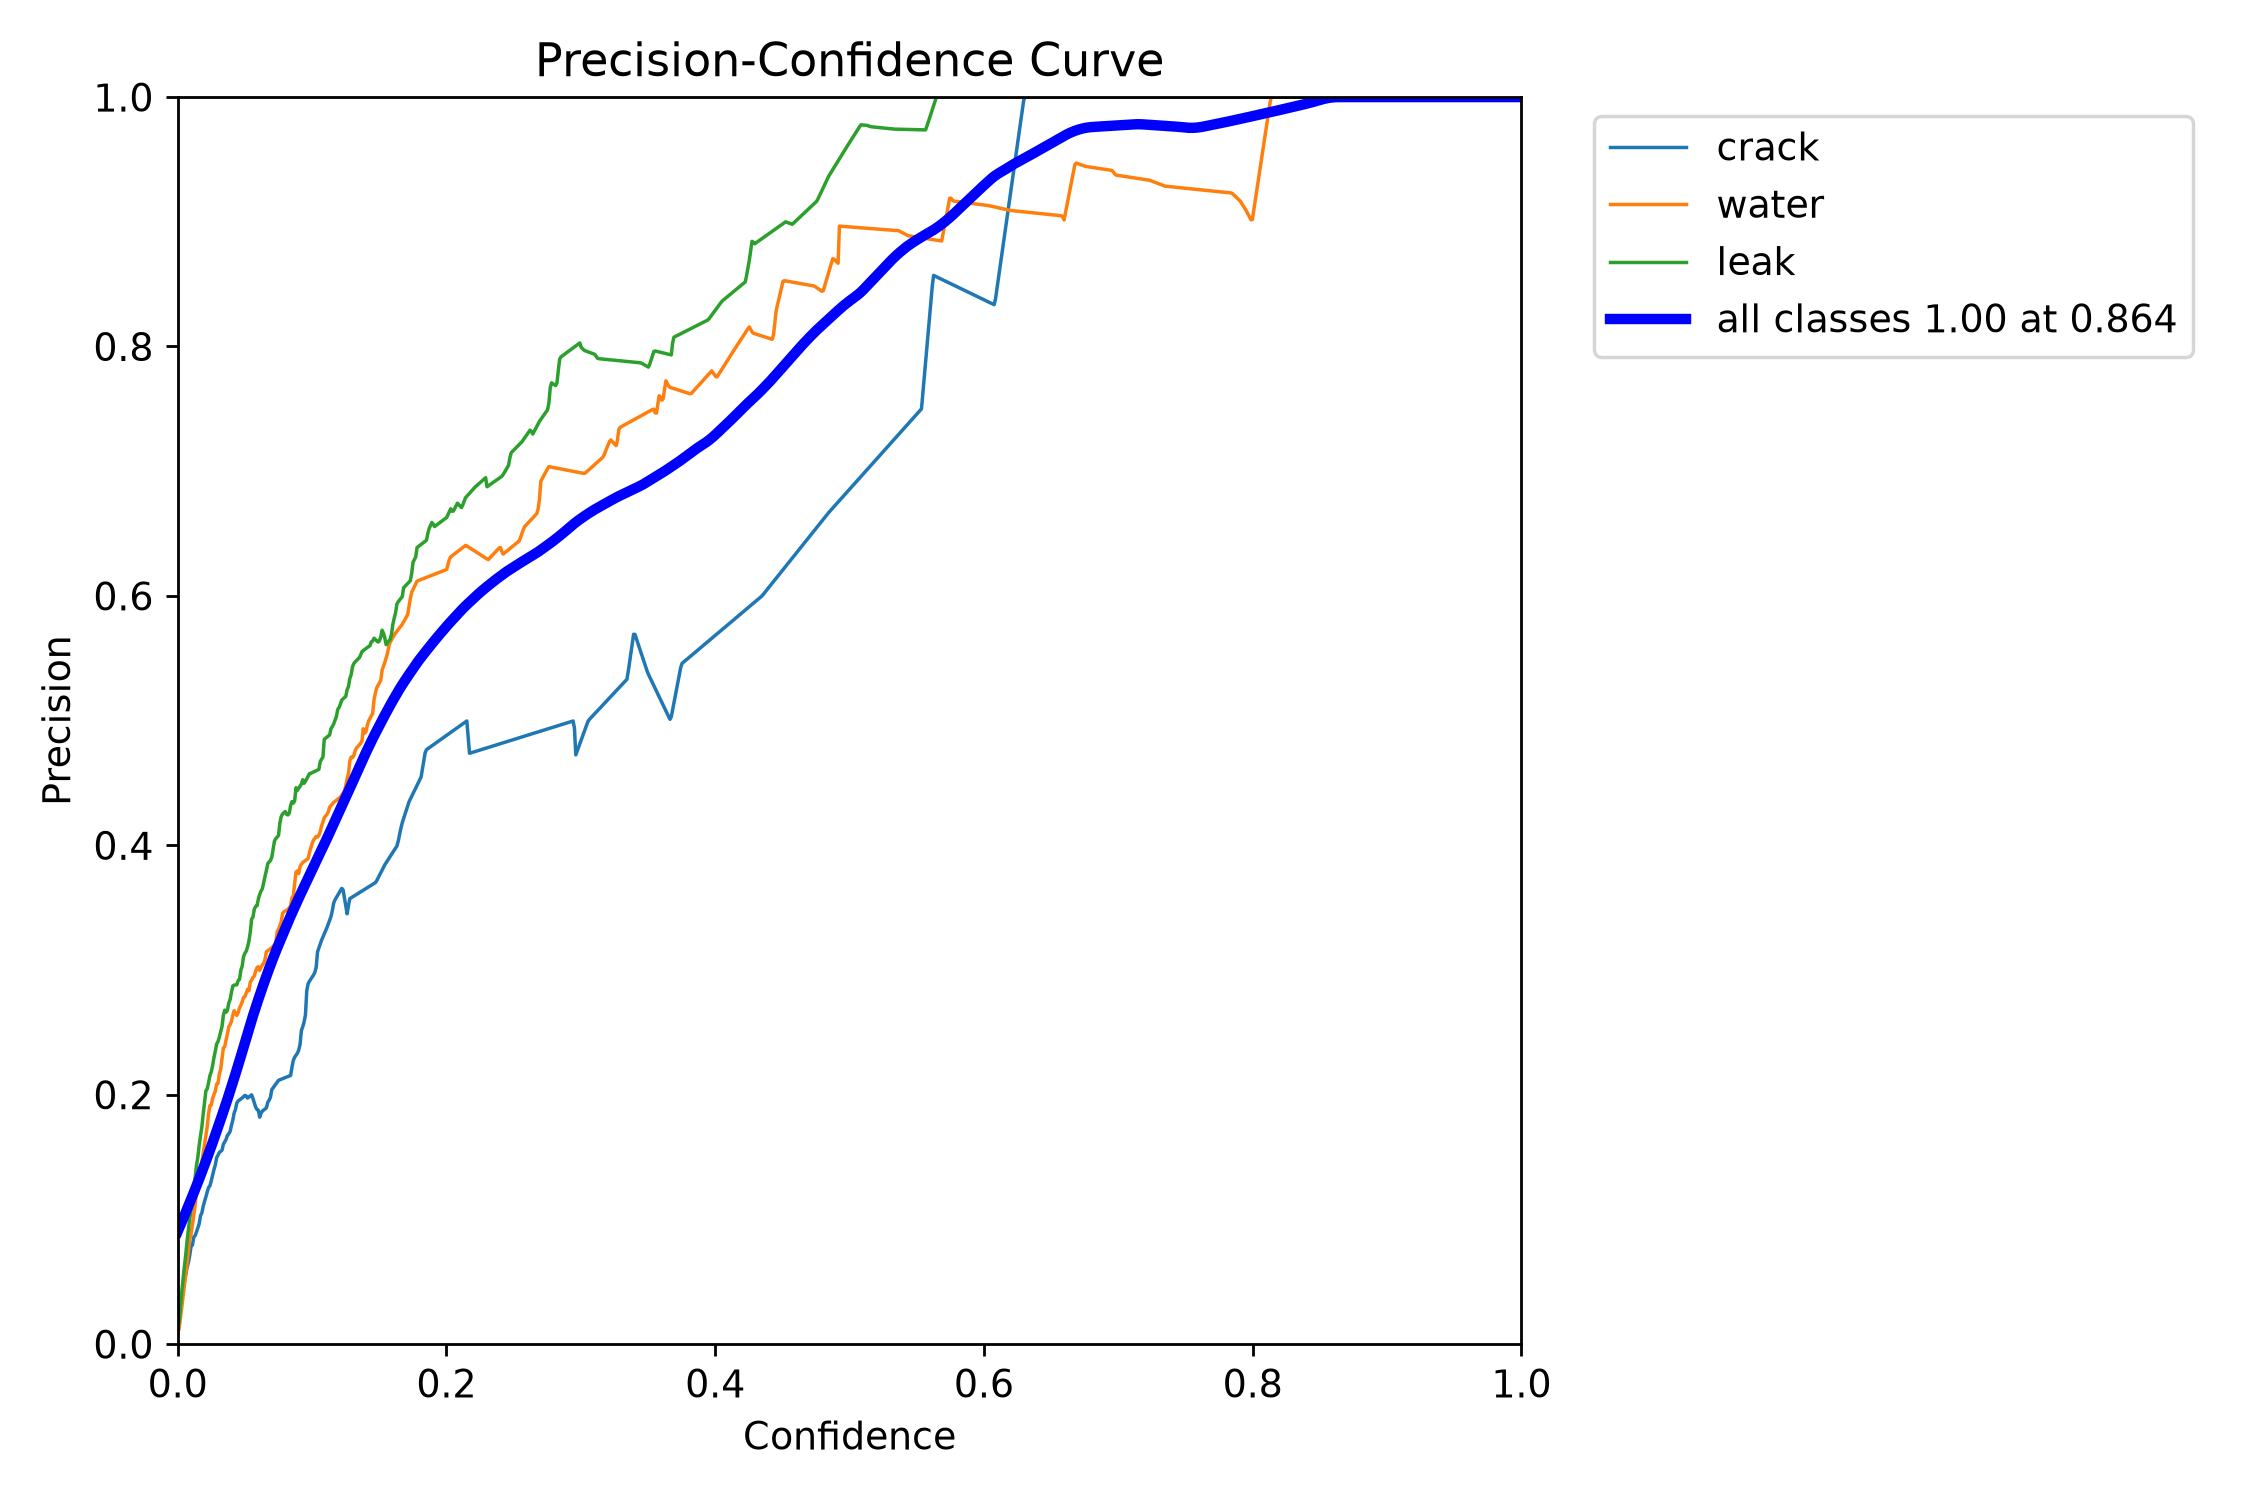 Precision-Confidence Curve
1.0
0.8
0.6
0.4
0.2
0.0
Precision
0.0 0.2 0.4 0.6 0.8 1.0
Confidence
crack
water
leak
all classes 1.00 at 0.864